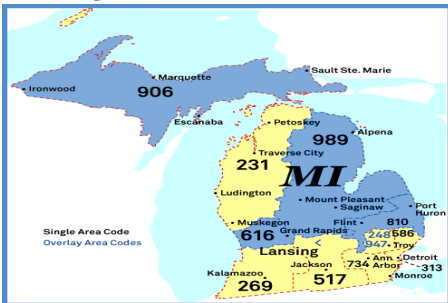 Sault Ste. Marie
Marquette
Ironwood
906
Escanaba
Petoskey
989
Alpena
231
Traverse City
MI
Ludington
Mount Pleasant
Saginaw
Port
Huron
Muskegon
Flint
810
616
Grand Rapids
248
586
Single Area Code
Overlay Area Codes
947
Troy
Lansing
Jackson
734
Ann
Arbor
Detroit
313
Kalamazoo
269
517
Monroe